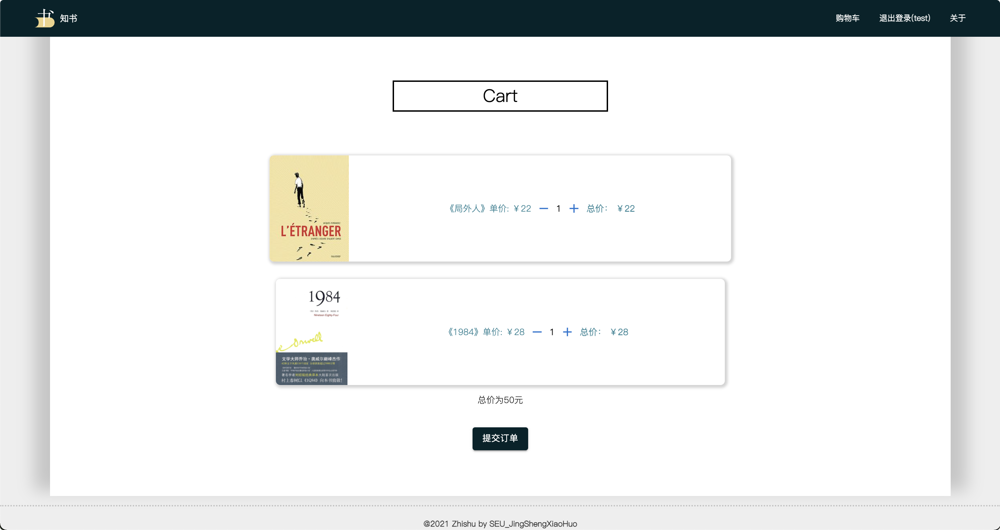 书 知书
购物车 退出登录(test) 关于
Cart
JACQUES FERRANDEZ
L'ÉTRANGER
D'APRÈS L'ŒUVRE D'ALBERT CAMUS
GALLIMARD
《局外人》单价: ¥22 — 1 + 总价： ¥22
1984
Nineteen Eighty-Four
文学大师乔治·奥威尔巅峰杰作
著名学者刘绍铭经典译本大陆首次出版
村上春树以《1Q84》向本书致敬！
《1984》单价: ¥28 — 1 + 总价： ¥28
总价为50元
提交订单
@2021 Zhishu by SEU_JingShengXiaoHuo